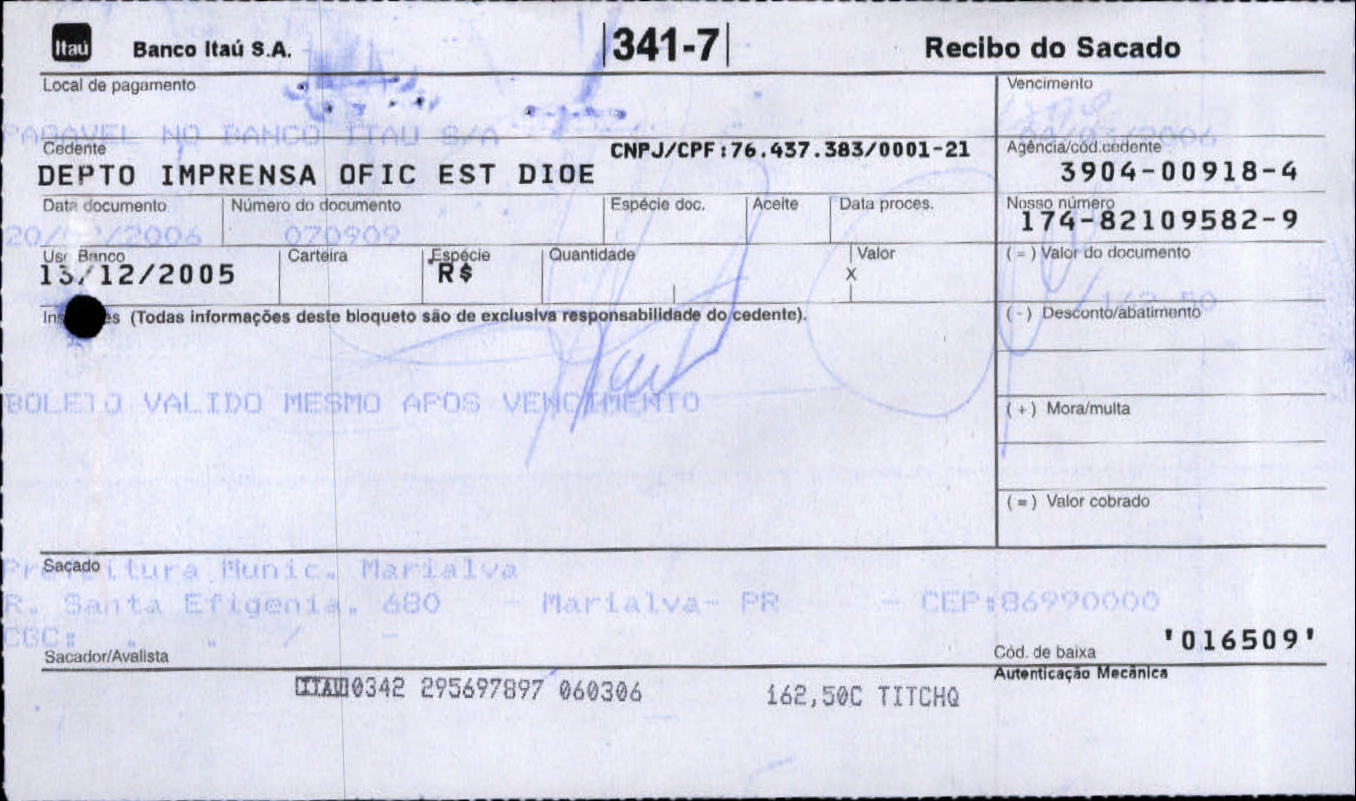 Itaú Banco Itaú S.A. 341-7 Recibo do Sacado
Local de pagamento Vencimento
PAGAVEL NO BANCO ITAU S/A
Cedente CNPJ/CPF:76.437.383/0001-21 Agência/cód.cedente
DEPTO IMPRENSA OFIC EST DIOE 3904-00918-4
Data documento Número do documento Espécie doc. Aceite Data proces. Nosso número
174-82109582-9
070909
Uso Banco Carteira Espécie Quantidade Valor ( = ) Valor do documento
13/12/2005 R$ X
162,50
(Todas informações deste bloqueto são de exclusiva responsabilidade do cedente). ( - ) Desconto/abatimento
BOLETO VALIDO MESMO APOS VENCIMENTO
( + ) Mora/multa
( = ) Valor cobrado
Sacado
Prefeitura Munic. Marialva
R. Santa Efigenia, 680 - Marialva- PR - CEP:86990000
CGC: . . / -
Cód. de baixa '016509'
Sacador/Avalista
Autenticação Mecânica
ITAU0342 295697897 060306 162,50C TITCHQ